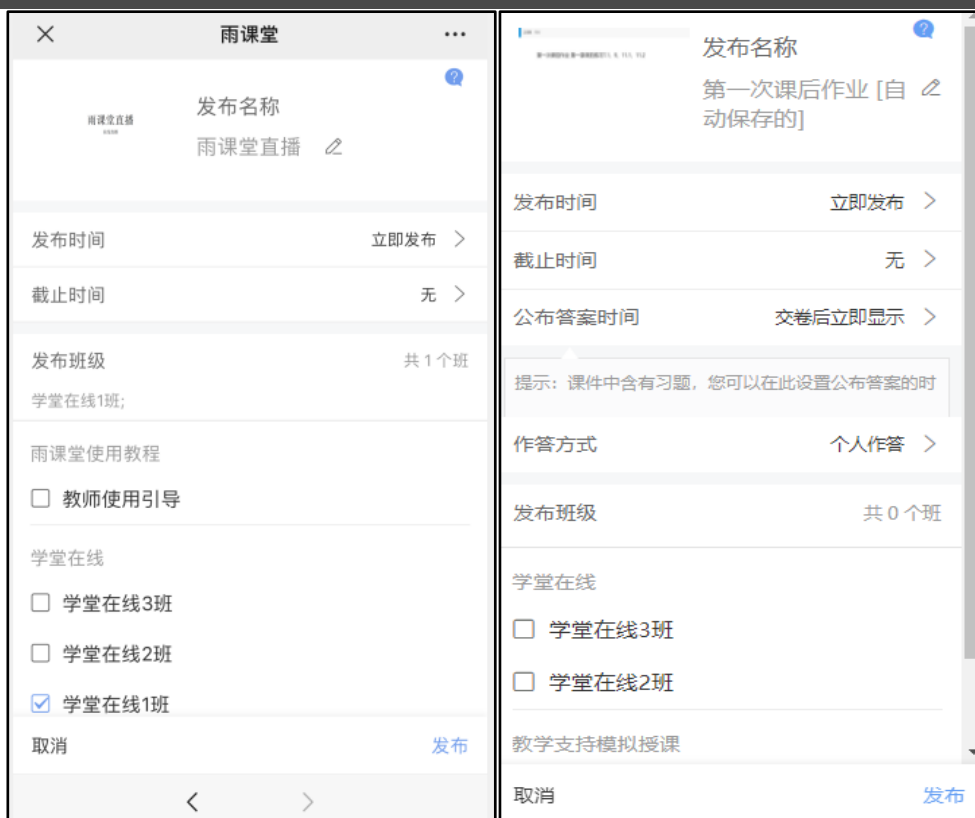 雨课堂
雨课堂直播
发布名称
雨课堂直播
发布时间 立即发布
截止时间 无
发布班级 共1个班
学堂在线1班;
雨课堂使用教程
教师使用引导
学堂在线
学堂在线3班
学堂在线2班
学堂在线1班
取消 发布
发布名称
第一次课后作业 [自
动保存的]
发布时间 立即发布
截止时间 无
公布答案时间 交卷后立即显示
提示：课件中含有习题，您可以在此设置公布答案的时
作答方式 个人作答
发布班级 共 0 个班
学堂在线
学堂在线3班
学堂在线2班
教学支持模拟授课
取消 发布